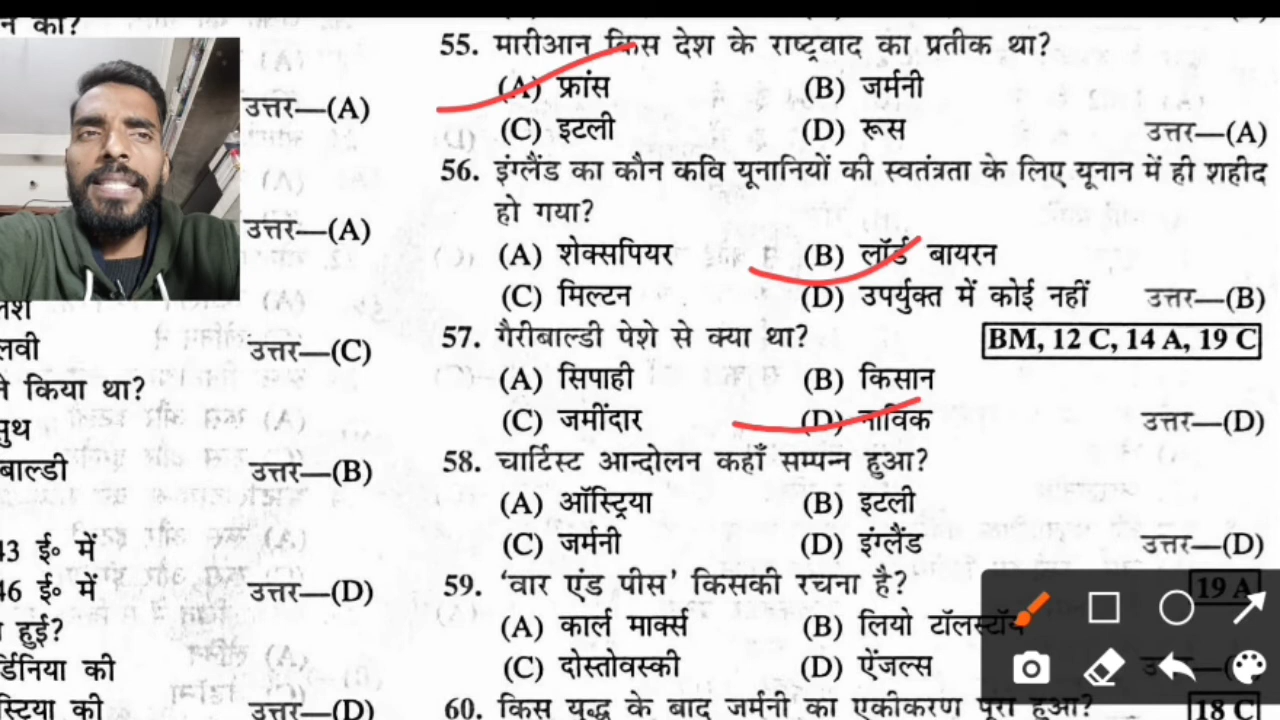 न की?
उत्तर—(A)
उत्तर—(A)
लवी
उत्तर—(C)
ने किया था?
सुथ
बाल्डी
उत्तर—(B)
43 ई० में
46 ई० में
उत्तर—(D)
हुई?
र्डिनिया की
स्ट्रिया की
उत्तर—(D)
55. मारीआन किस देश के राष्ट्रवाद का प्रतीक था?
(A) फ्रांस (B) जर्मनी
(C) इटली (D) रूस उत्तर—(A)
56. इंग्लैंड का कौन कवि यूनानियों की स्वतंत्रता के लिए यूनान में ही शहीद
हो गया?
(A) शेक्सपियर (B) लॉर्ड बायरन
(C) मिल्टन (D) उपर्युक्त में कोई नहीं उत्तर—(B)
57. गैरीबाल्डी पेशे से क्या था? BM, 12 C, 14 A, 19 C
(A) सिपाही (B) किसान
(C) जमींदार (D) नाविक उत्तर—(D)
58. चार्टिस्ट आन्दोलन कहाँ सम्पन्न हुआ?
(A) ऑस्ट्रिया (B) इटली
(C) जर्मनी (D) इंग्लैंड उत्तर—(D)
59. ‘वार एंड पीस’ किसकी रचना है? 19 A
(A) कार्ल मार्क्स (B) लियो टॉलस्टॉय
(C) दोस्तोवस्की (D) ऐंजल्स
60. किस युद्ध के बाद जर्मनी का एकीकरण पूरा हुआ? 18 C